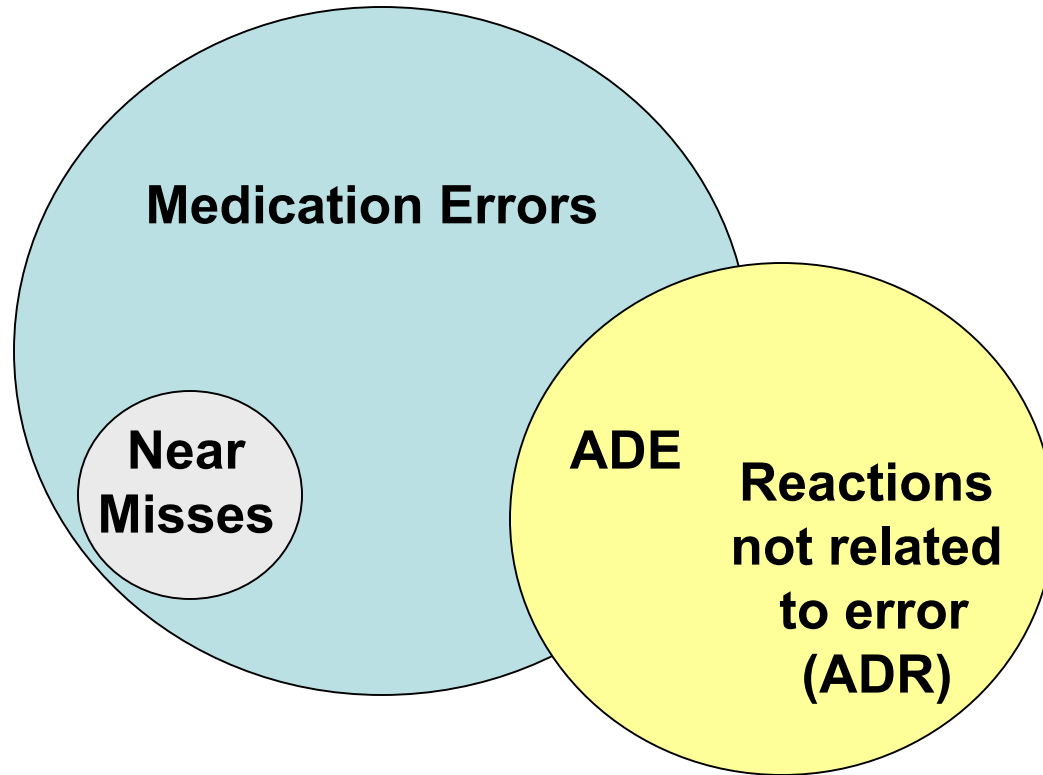 Medication Errors
Near
Misses
ADE
Reactions
not related
to error
(ADR)